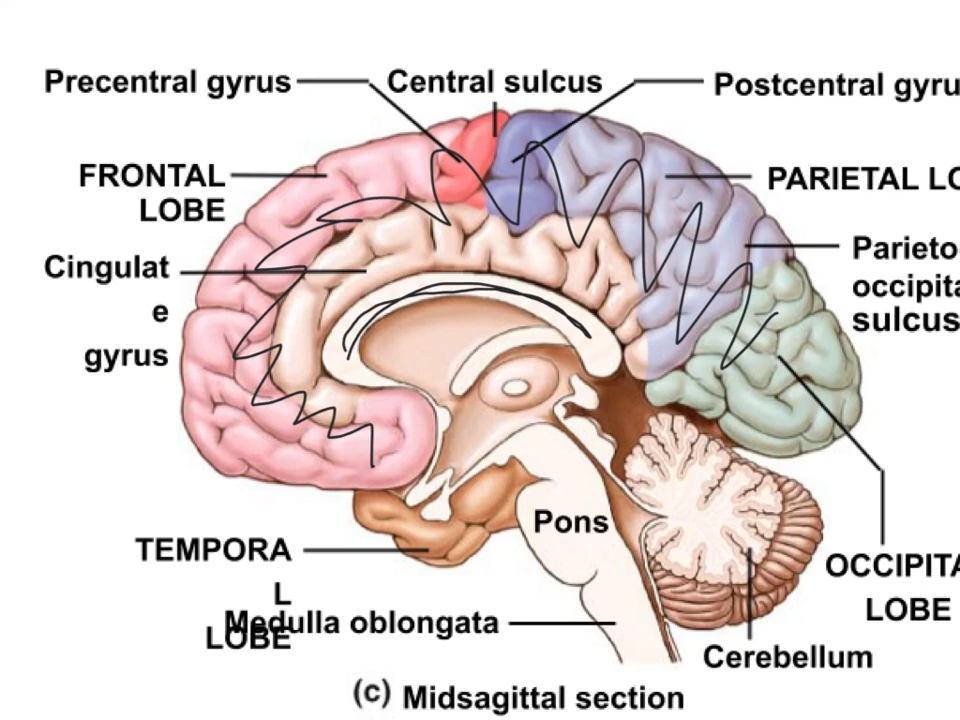 Precentral gyrus
Central sulcus
Postcentral gyru
FRONTAL
LOBE
PARIETAL LO
Cingulat
e
gyrus
Parieto-
occipita
sulcus
Pons
TEMPORA
L
LOBE
Medulla oblongata
OCCIPITA
LOBE
Cerebellum
(c) Midsagittal section